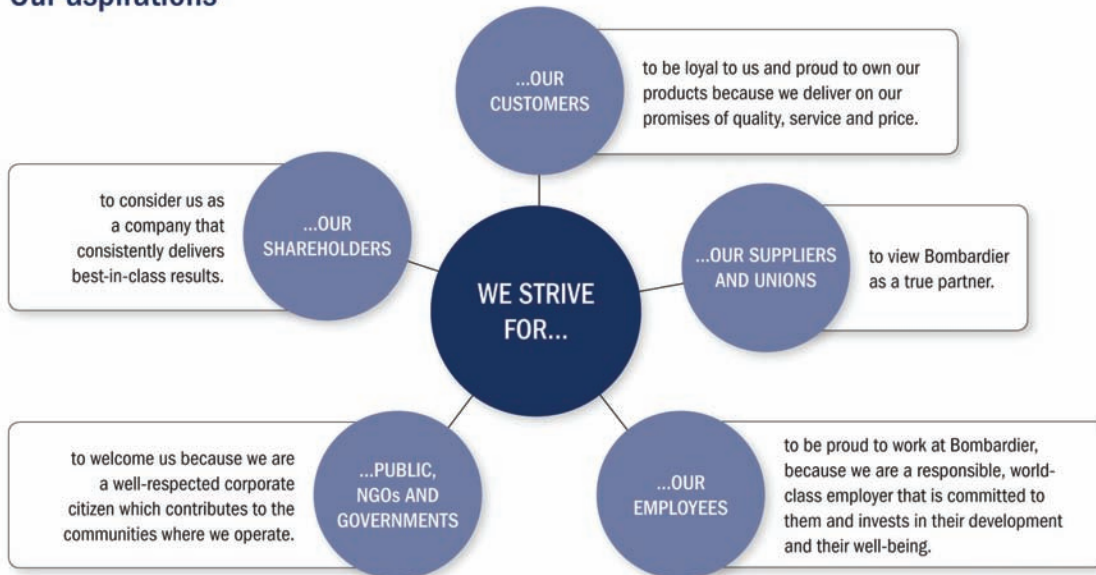 Our aspirations
...OUR
CUSTOMERS
to be loyal to us and proud to own our
products because we deliver on our
promises of quality, service and price.
...OUR
SHAREHOLDERS
to consider us as
a company that
consistently delivers
best-in-class results.
...OUR SUPPLIERS
AND UNIONS
to view Bombardier
as a true partner.
WE STRIVE
FOR...
...PUBLIC,
NGOs AND
GOVERNMENTS
to welcome us because we are
a well-respected corporate
citizen which contributes to the
communities where we operate.
...OUR
EMPLOYEES
to be proud to work at Bombardier,
because we are a responsible, world-
class employer that is committed to
them and invests in their development
and their well-being.